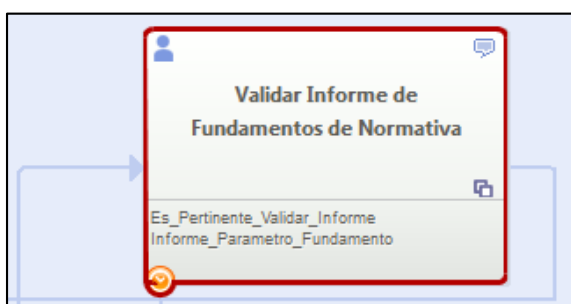 Validar Informe de
Fundamentos de Normativa
Es_Pertinente_Validar_Informe
Informe_Parametro_Fundamento